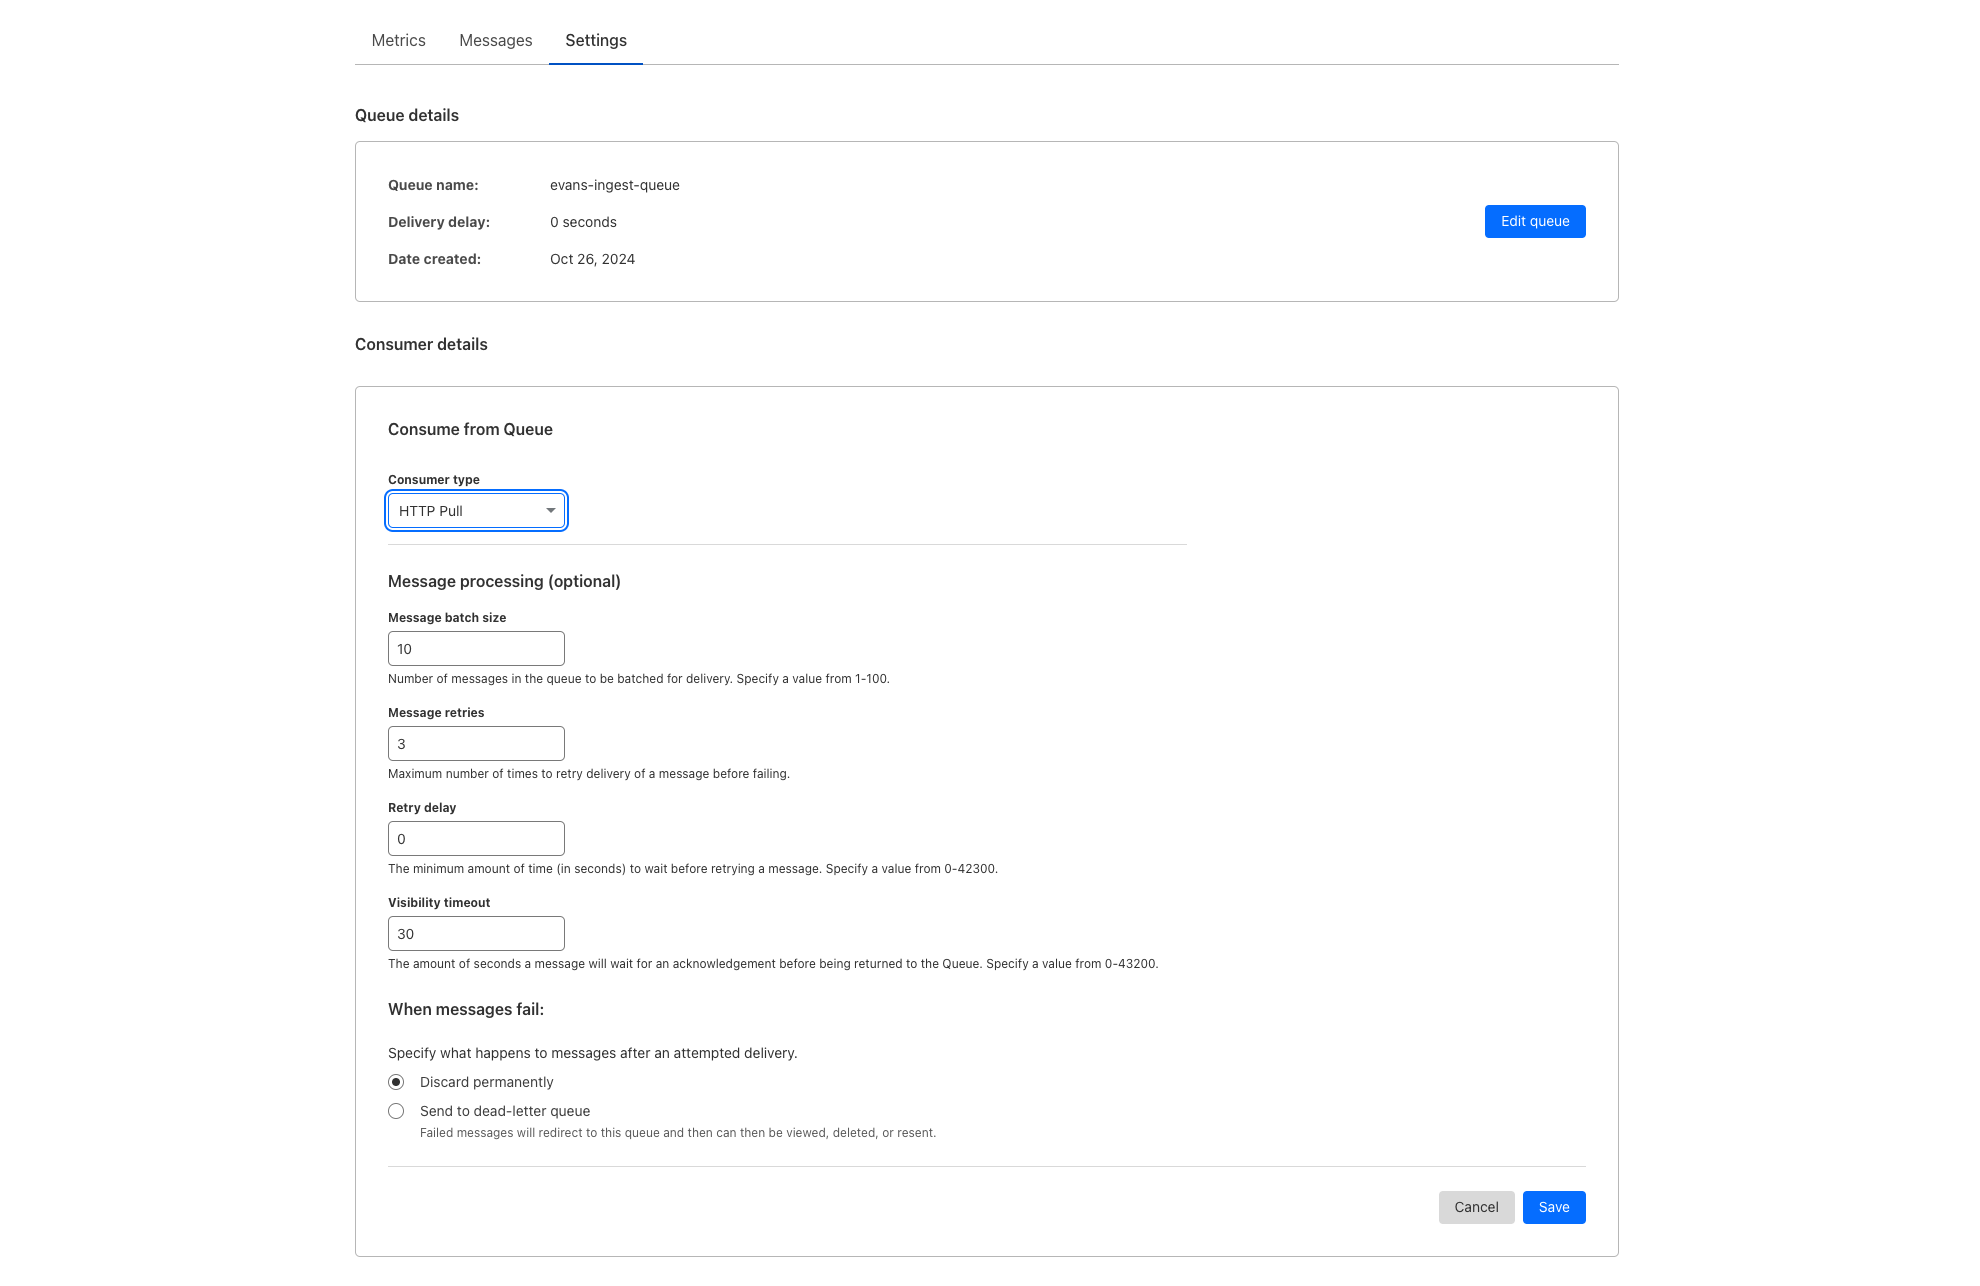 Metrics Messages Settings
Queue details
Queue name: evans-ingest-queue
Delivery delay: 0 seconds
Edit queue
Date created: Oct 26, 2024
Consumer details
Consume from Queue
Consumer type
HTTP Pull
Message processing (optional)
Message batch size
10
Number of messages in the queue to be batched for delivery. Specify a value from 1-100.
Message retries
3
Maximum number of times to retry delivery of a message before failing.
Retry delay
0
The minimum amount of time (in seconds) to wait before retrying a message. Specify a value from 0-42300.
Visibility timeout
30
The amount of seconds a message will wait for an acknowledgement before being returned to the Queue. Specify a value from 0-43200.
When messages fail:
Specify what happens to messages after an attempted delivery.
Discard permanently
Send to dead-letter queue
Failed messages will redirect to this queue and then can then be viewed, deleted, or resent.
Cancel Save